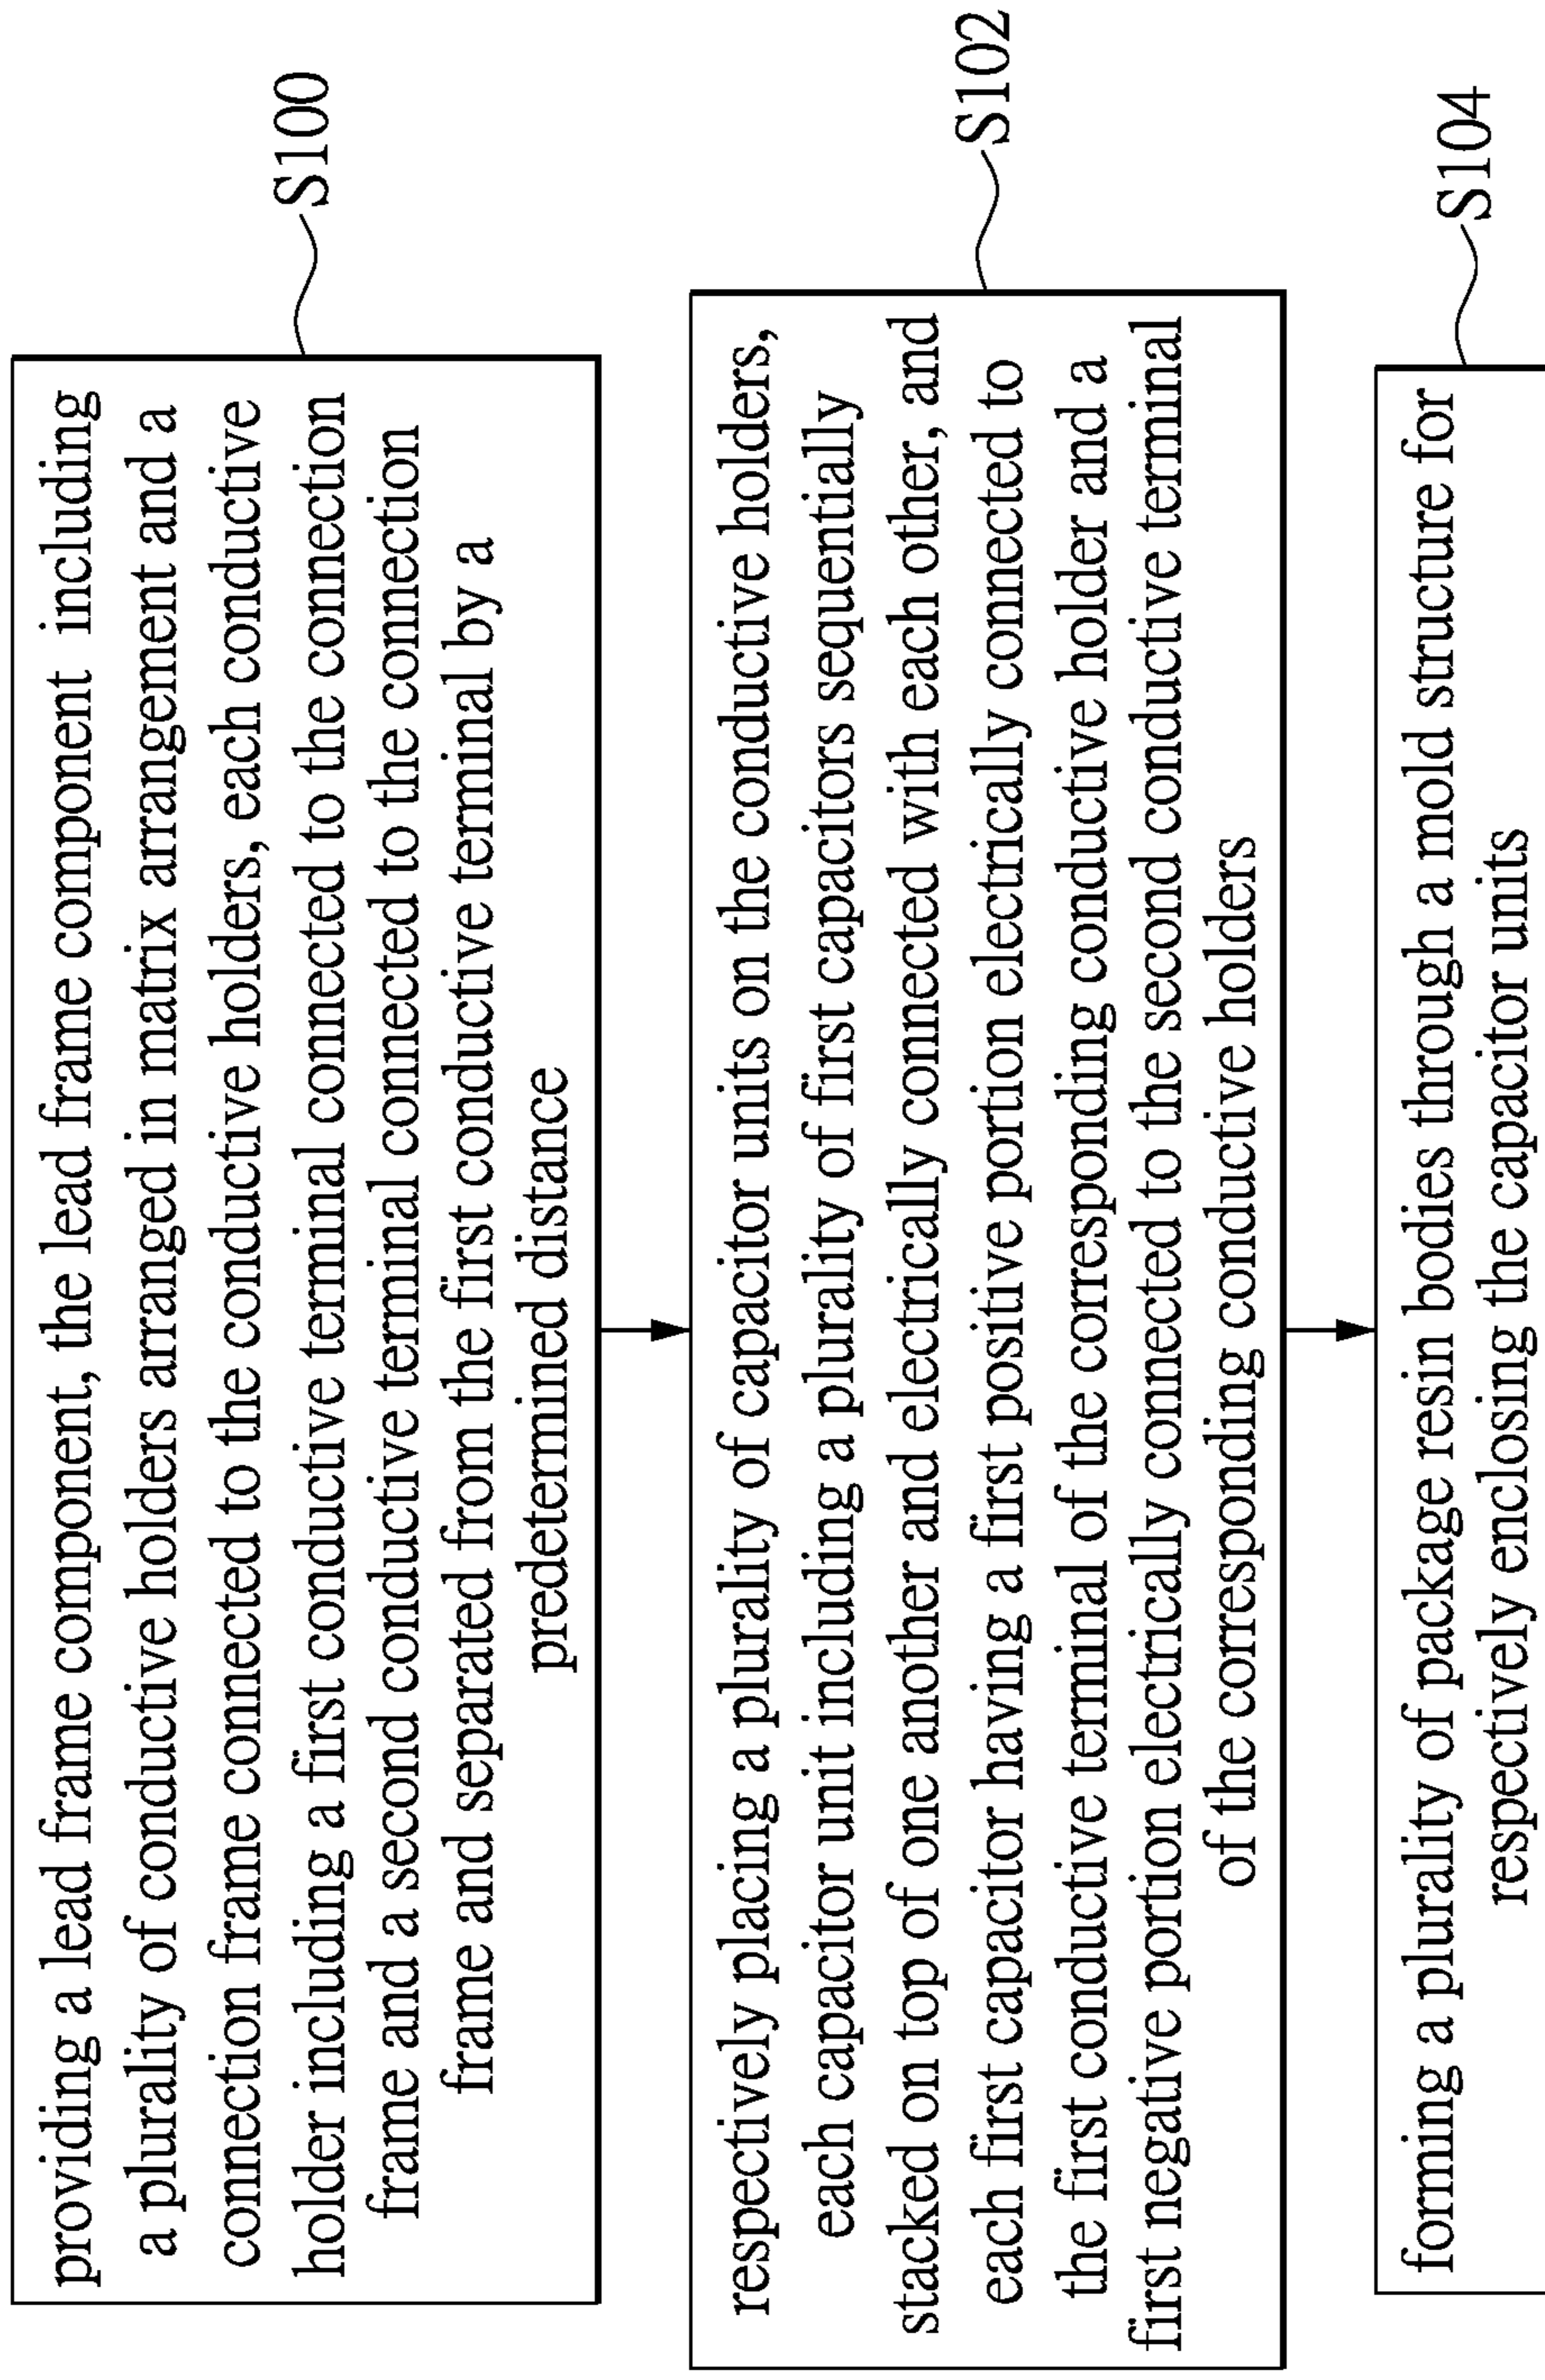 providing a lead frame component, the lead frame component including
a plurality of conductive holders arranged in matrix arrangement and a
connection frame connected to the conductive holders, each conductive
holder including a first conductive terminal connected to the connection
frame and a second conductive terminal connected to the connection
frame and separated from the first conductive terminal by a
predetermined distance
S100
respectively placing a plurality of capacitor units on the conductive holders,
each capacitor unit including a plurality of first capacitors sequentially
stacked on top of one another and electrically connected with each other, and
each first capacitor having a first positive portion electrically connected to
the first conductive terminal of the corresponding conductive holder and a
first negative portion electrically connected to the second conductive terminal
of the corresponding conductive holders
S102
forming a plurality of package resin bodies through a mold structure for
respectively enclosing the capacitor units
S104